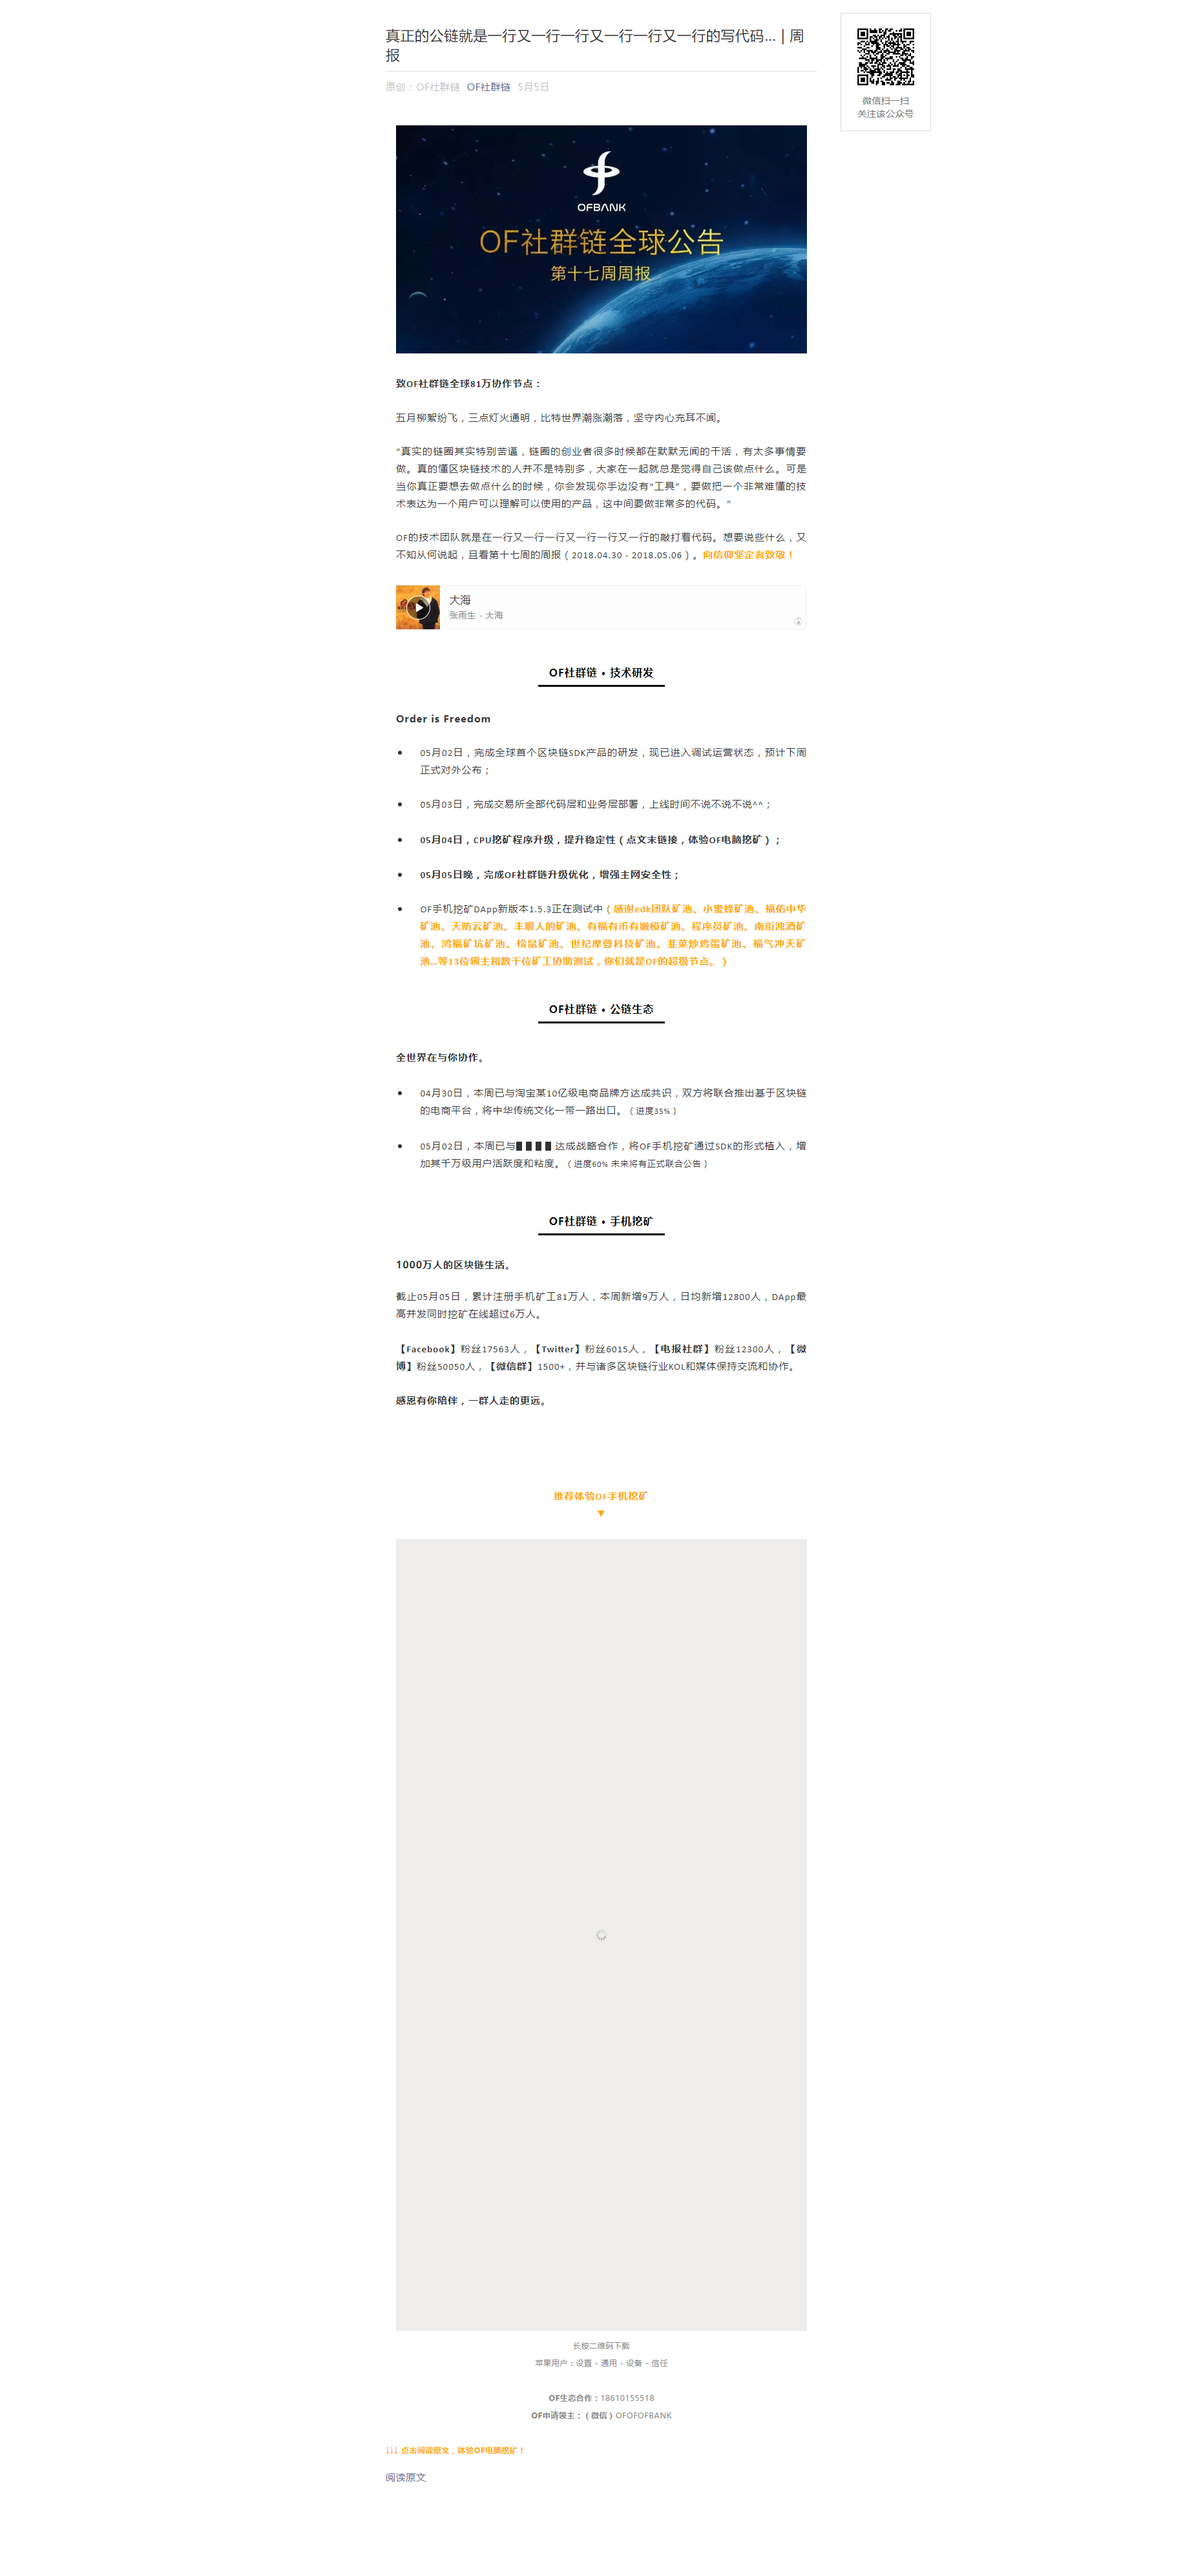 真正的公链就是一行又一行一行又一行一行又一行的写代码... | 周
报
原创：OF社群链 OF社群链 5月5日
微信扫一扫
关注该公众号
OFBANK
OF社群链全球公告
第十七周周报
致OF社群链全球81万协作节点：
五月柳絮纷飞，三点灯火通明，比特世界潮涨潮落，坚守内心充耳不闻。
“真实的链圈其实特别苦逼，链圈的创业者很多时候都在默默无闻的干活，有太多事情要
做。真的懂区块链技术的人并不是特别多，大家在一起就总是觉得自己该做点什么。可是
当你真正要想去做点什么的时候，你会发现你手边没有“工具”，要做把一个非常难懂的技
术表达为一个用户可以理解可以使用的产品，这中间要做非常多的代码。”
OF的技术团队就是在一行又一行一行又一行一行又一行的敲打着代码。想要说些什么，又
不知从何说起，且看第十七周的周报（2018.04.30 - 2018.05.06）。向信仰坚定者致敬！
大海
张雨生 - 大海
OF社群链 • 技术研发
Order is Freedom
• 05月02日，完成全球首个区块链SDK产品的研发，现已进入调试运营状态，预计下周
正式对外公布；
• 05月03日，完成交易所全部代码层和业务层部署，上线时间不说不说不说^^；
• 05月04日，CPU挖矿程序升级，提升稳定性（点文末链接，体验OF电脑挖矿）；
• 05月05日晚，完成OF社群链升级优化，增强主网安全性；
• OF手机挖矿DApp新版本1.5.3正在测试中（感谢edk团队矿池、小蜜蜂矿池、福佑中华
矿池、天防云矿池、丰顺人的矿池、有福有币有嫩模矿池、程序员矿池、南街浊酒矿
池、鸿福矿坑矿池、松鼠矿池、世纪摩登科技矿池、韭菜炒鸡蛋矿池、福气冲天矿
池…等13位领主和数千位矿工协助测试，你们就是OF的超级节点。）
OF社群链 • 公链生态
全世界在与你协作。
• 04月30日，本周已与淘宝某10亿级电商品牌方达成共识，双方将联合推出基于区块链
的电商平台，将中华传统文化一带一路出口。（进度35%）
• 05月02日，本周已与▇ ▇ ▇ ▇ 达成战略合作，将OF手机挖矿通过SDK的形式植入，增
加其千万级用户活跃度和粘度。（进度60% 未来将有正式联合公告）
OF社群链 • 手机挖矿
1000万人的区块链生活。
截止05月05日，累计注册手机矿工81万人，本周新增9万人，日均新增12800人，DApp最
高并发同时挖矿在线超过6万人。
【Facebook】粉丝17563人，【Twitter】粉丝6015人，【电报社群】粉丝12300人，【微
博】粉丝50050人，【微信群】1500+，并与诸多区块链行业KOL和媒体保持交流和协作。
感恩有你陪伴，一群人走的更远。
推荐体验OF手机挖矿
▼
长按二维码下载
苹果用户：设置 - 通用 - 设备 - 信任
OF生态合作：18610155518
OF申请领主：（微信）OFOFOFBANK
↓↓↓ 点击阅读原文，体验OF电脑挖矿！
阅读原文